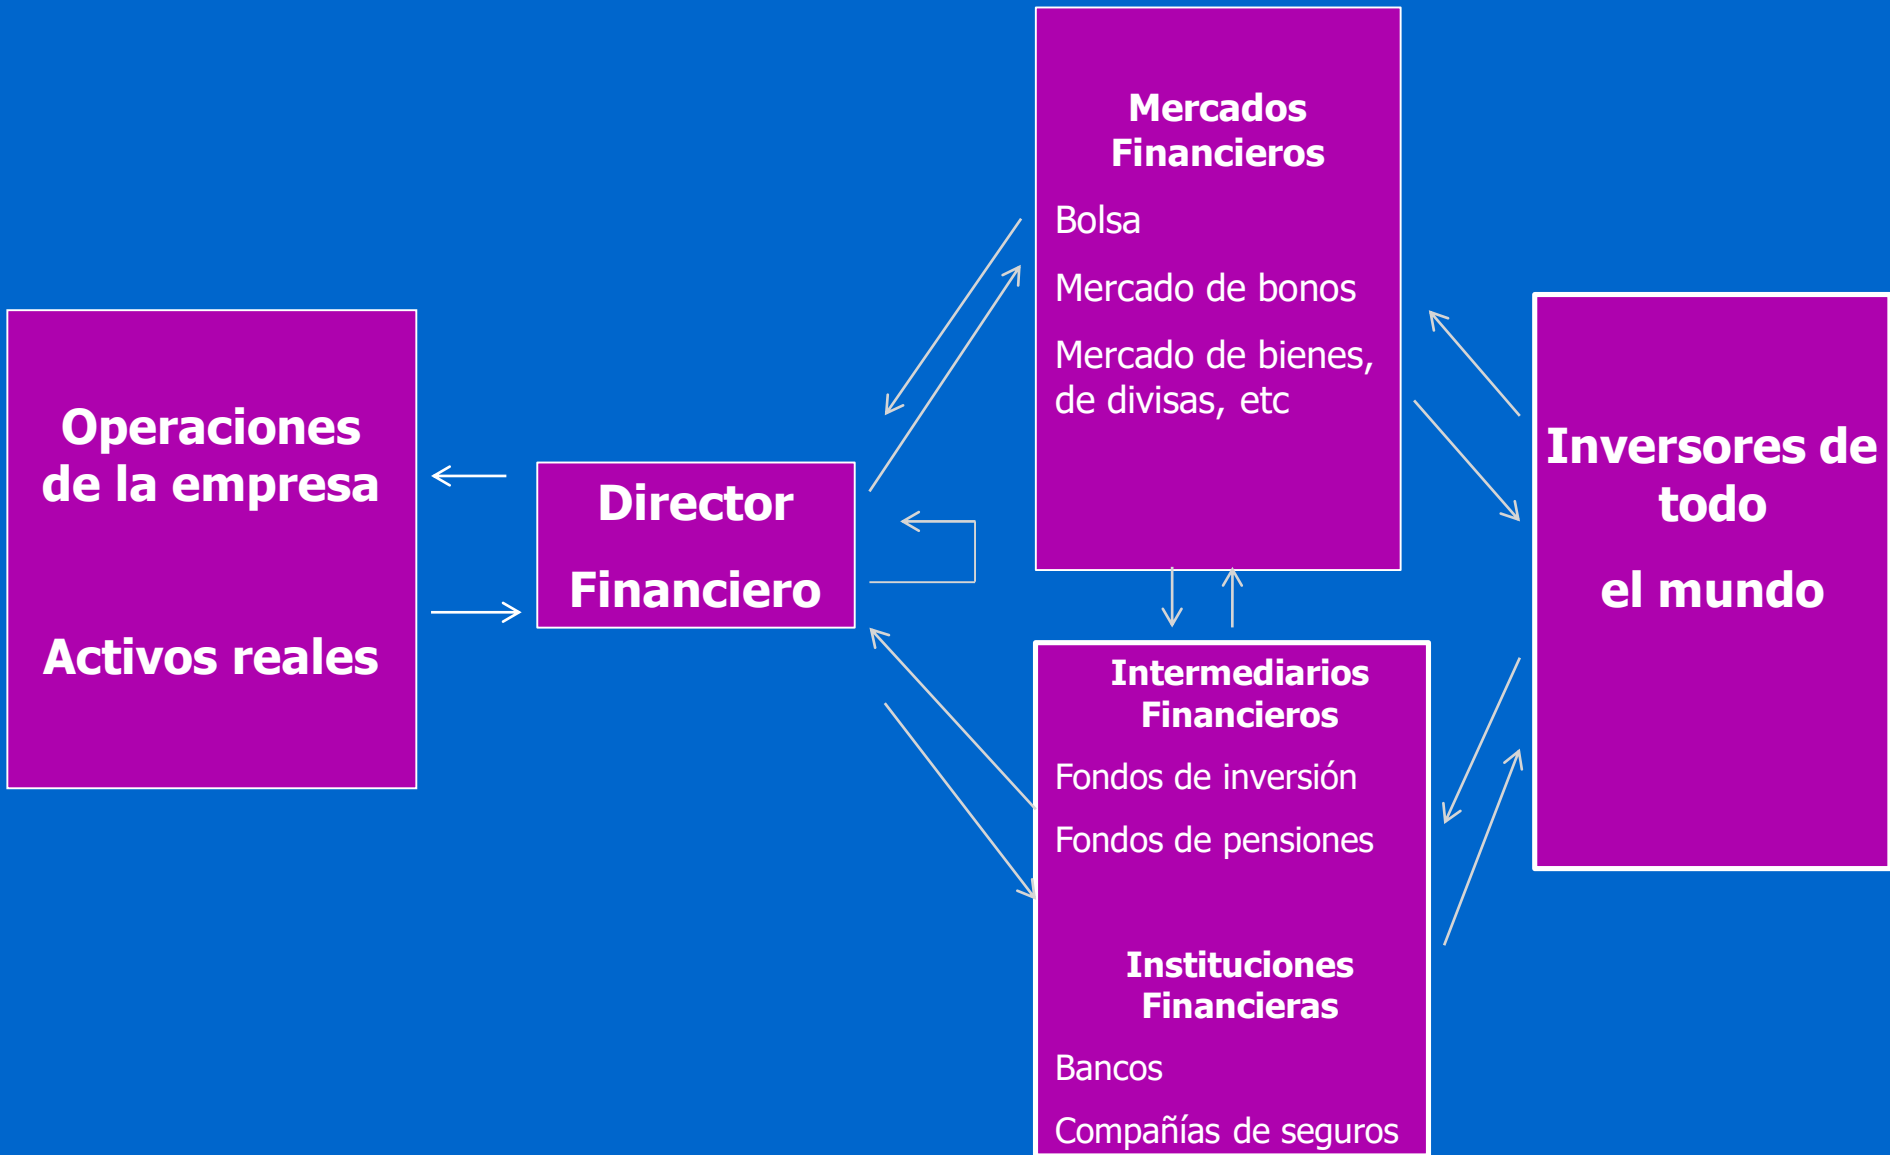 Operaciones
de la empresa
Activos reales
Director
Financiero
Mercados
Financieros
Bolsa
Mercado de bonos
Mercado de bienes,
de divisas, etc
Intermediarios
Financieros
Fondos de inversión
Fondos de pensiones
Instituciones
Financieras
Bancos
Compañías de seguros
Inversores de
todo
el mundo